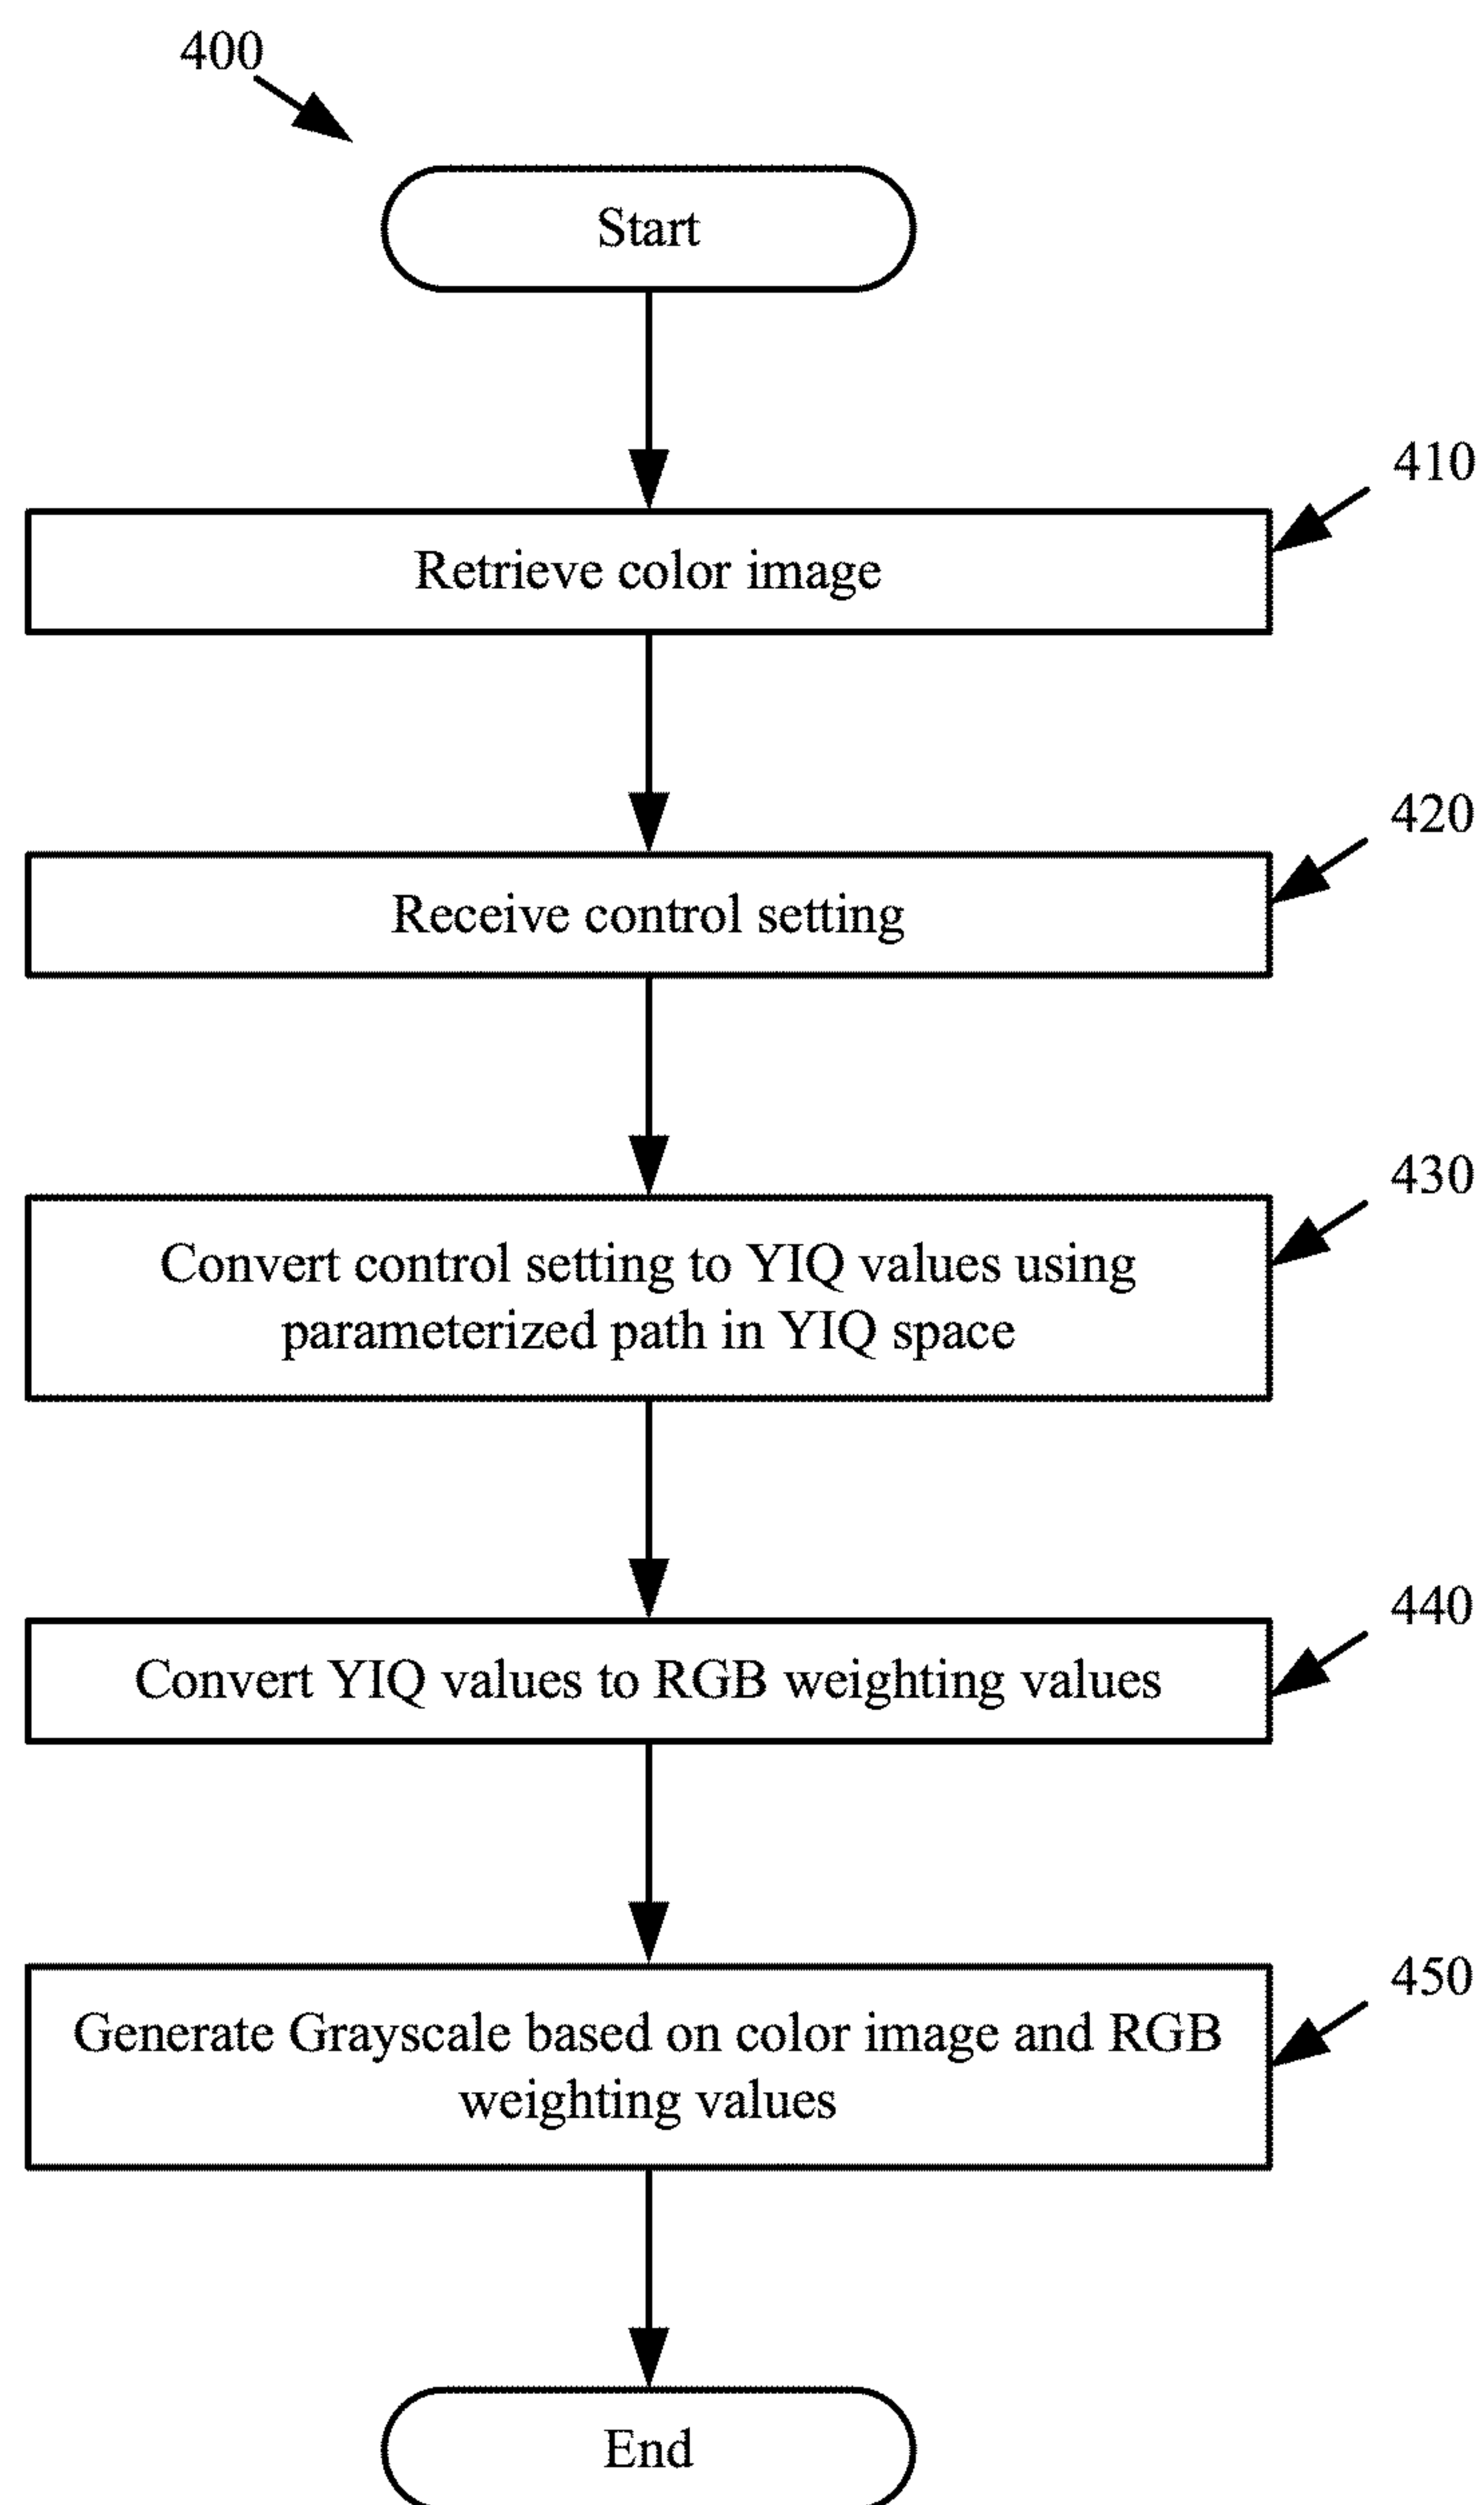 400
Start
410
Retrieve color image
420
Receive control setting
430
Convert control setting to YIQ values using
parameterized path in YIQ space
440
Convert YIQ values to RGB weighting values
450
Generate Grayscale based on color image and RGB
weighting values
End